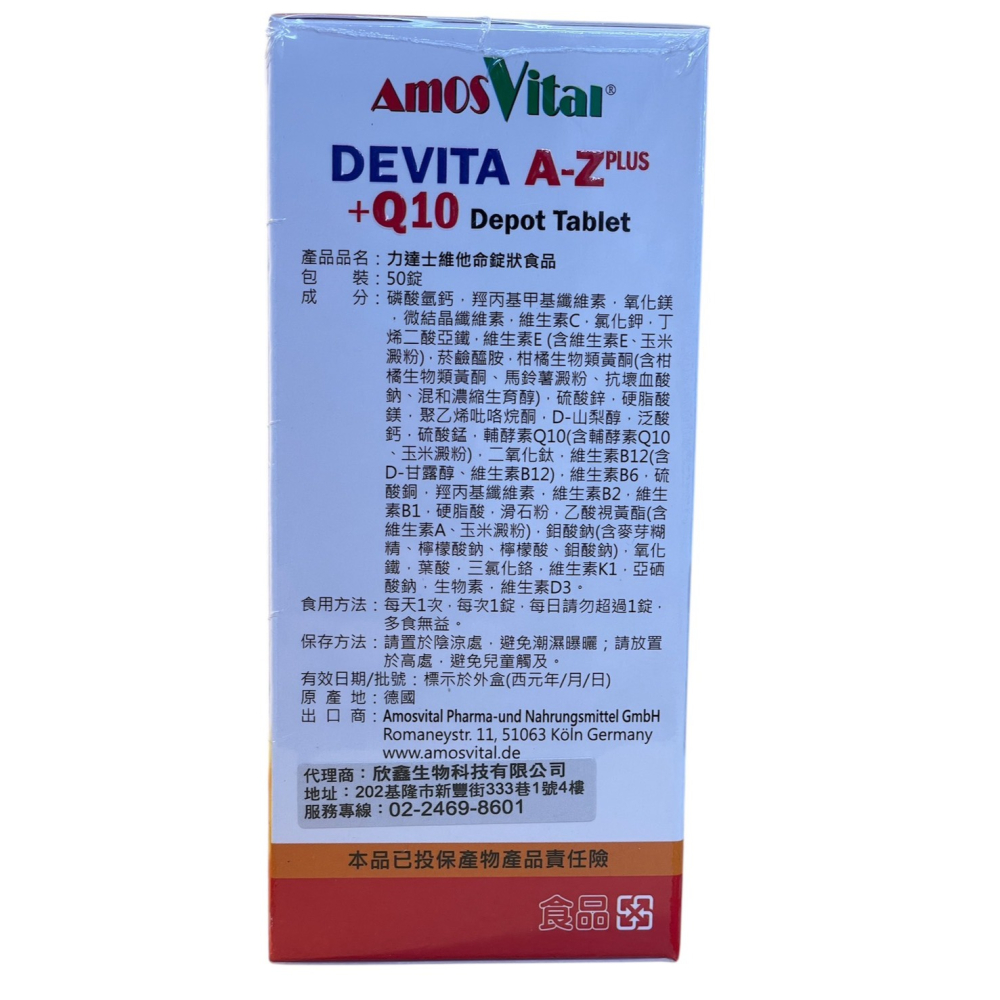 AmosVital®
DEVITA A-Z PLUS
+Q10 Depot Tablet
產品品名：力達士維他命錠狀食品
包　　裝：50錠
成　　分：磷酸氫鈣，羥丙基甲基纖維素，氧化鎂
，微結晶纖維素，維生素C，氯化鉀，丁
烯二酸亞鐵，維生素E (含維生素E、玉米
澱粉)，菸鹼醯胺，柑橘生物類黃酮(含柑
橘生物類黃酮、馬鈴薯澱粉、抗壞血酸
鈉、混和濃縮生育醇)，硫酸鋅，硬脂酸
鎂，聚乙烯吡咯烷酮，D-山梨醇，泛酸
鈣，硫酸錳，輔酵素Q10(含輔酵素Q10
、玉米澱粉)，二氧化鈦，維生素B12(含
D-甘露醇、維生素B12)，維生素B6，硫
酸銅，羥丙基纖維素，維生素B2，維生
素B1，硬脂酸，滑石粉，乙酸視黃酯(含
維生素A、玉米澱粉)，鉬酸鈉(含麥芽糊
精、檸檬酸鈉、檸檬酸、鉬酸鈉)，氧化
鐵，葉酸，三氯化鉻，維生素K1，亞硒
酸鈉，生物素，維生素D3。
食用方法：每天1次，每次1錠，每日請勿超過1錠，
多食無益。
保存方法：請置於陰涼處，避免潮濕曝曬；請放置
於高處，避免兒童觸及。
有效日期/批號：標示於外盒(西元年/月/日)
原 產 地：德國
出 口 商：Amosvital Pharma-und Nahrungsmittel GmbH
Romaneystr. 11, 51063 Köln Germany
www.amosvital.de
代理商：欣鑫生物科技有限公司
地址：202基隆市新豐街333巷1號4樓
服務專線：02-2469-8601
本品已投保產物產品責任險
食品